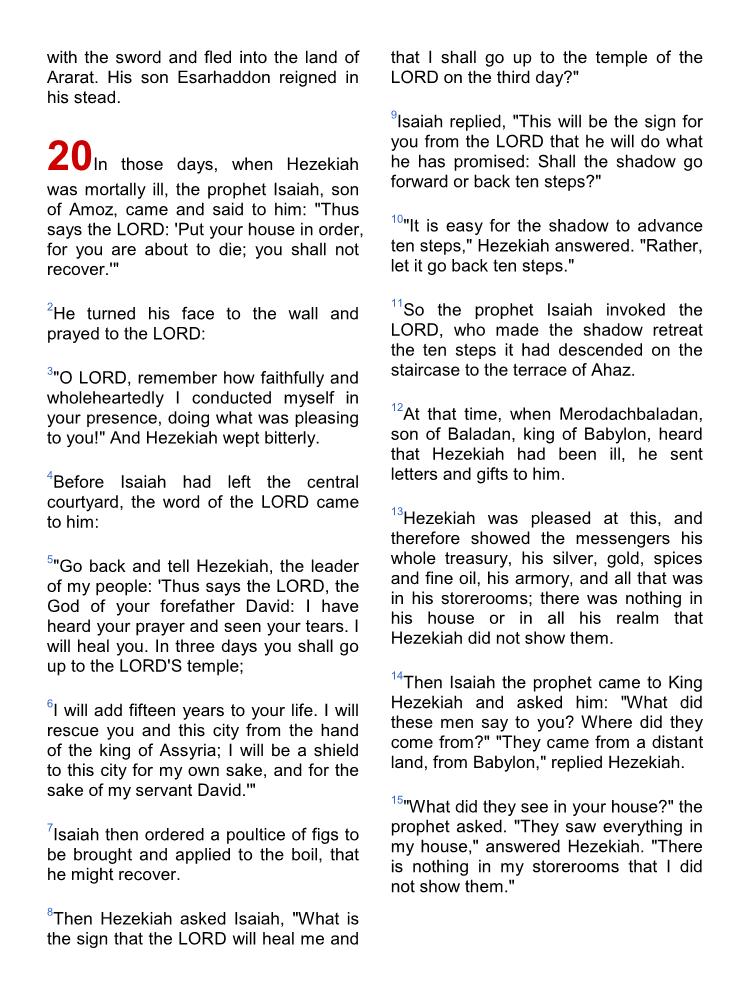 with the sword and fled into the land of
Ararat. His son Esarhaddon reigned in
his stead.
20In those days, when Hezekiah
was mortally ill, the prophet Isaiah, son
of Amoz, came and said to him: "Thus
says the LORD: 'Put your house in order,
for you are about to die; you shall not
recover.'"
2He turned his face to the wall and
prayed to the LORD:
3"O LORD, remember how faithfully and
wholeheartedly I conducted myself in
your presence, doing what was pleasing
to you!" And Hezekiah wept bitterly.
4Before Isaiah had left the central
courtyard, the word of the LORD came
to him:
5"Go back and tell Hezekiah, the leader
of my people: 'Thus says the LORD, the
God of your forefather David: I have
heard your prayer and seen your tears. I
will heal you. In three days you shall go
up to the LORD'S temple;
6I will add fifteen years to your life. I will
rescue you and this city from the hand
of the king of Assyria; I will be a shield
to this city for my own sake, and for the
sake of my servant David.'"
7Isaiah then ordered a poultice of figs to
be brought and applied to the boil, that
he might recover.
8Then Hezekiah asked Isaiah, "What is
the sign that the LORD will heal me and
that I shall go up to the temple of the
LORD on the third day?"
9Isaiah replied, "This will be the sign for
you from the LORD that he will do what
he has promised: Shall the shadow go
forward or back ten steps?"
10"It is easy for the shadow to advance
ten steps," Hezekiah answered. "Rather,
let it go back ten steps."
11So the prophet Isaiah invoked the
LORD, who made the shadow retreat
the ten steps it had descended on the
staircase to the terrace of Ahaz.
12At that time, when Merodachbaladan,
son of Baladan, king of Babylon, heard
that Hezekiah had been ill, he sent
letters and gifts to him.
13Hezekiah was pleased at this, and
therefore showed the messengers his
whole treasury, his silver, gold, spices
and fine oil, his armory, and all that was
in his storerooms; there was nothing in
his house or in all his realm that
Hezekiah did not show them.
14Then Isaiah the prophet came to King
Hezekiah and asked him: "What did
these men say to you? Where did they
come from?" "They came from a distant
land, from Babylon," replied Hezekiah.
15"What did they see in your house?" the
prophet asked. "They saw everything in
my house," answered Hezekiah. "There
is nothing in my storerooms that I did
not show them."